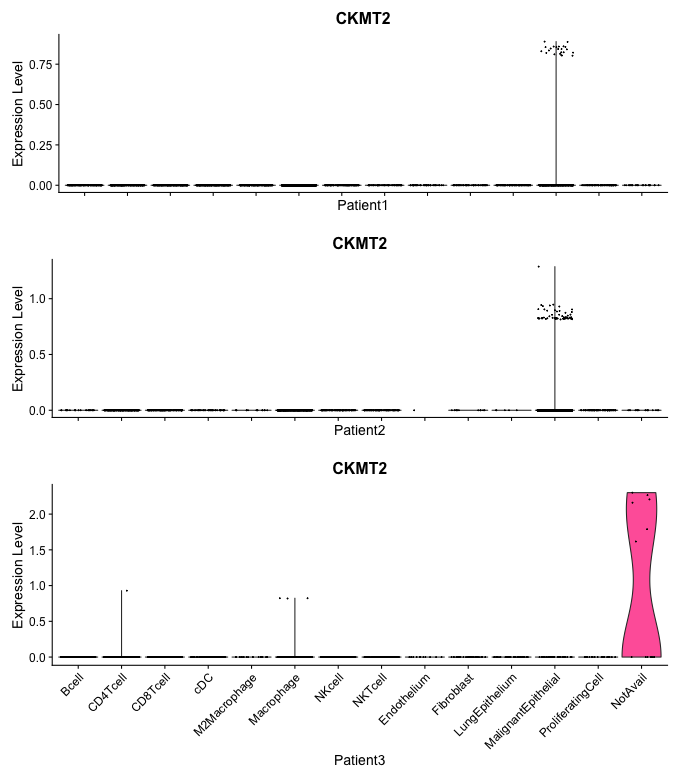 CKMT2
Expression Level
0.75
0.50
0.25
0.00
Patient1
CKMT2
Expression Level
1.0
0.5
0.0
Patient2
CKMT2
Expression Level
2.0
1.5
1.0
0.5
0.0
Bcell
CD4Tcell
CD8Tcell
cDC
M2Macrophage
Macrophage
NKcell
NKTcell
Endothelium
Fibroblast
LungEpithelium
MalignantEpithelial
ProliferatingCell
NotAvail
Patient3